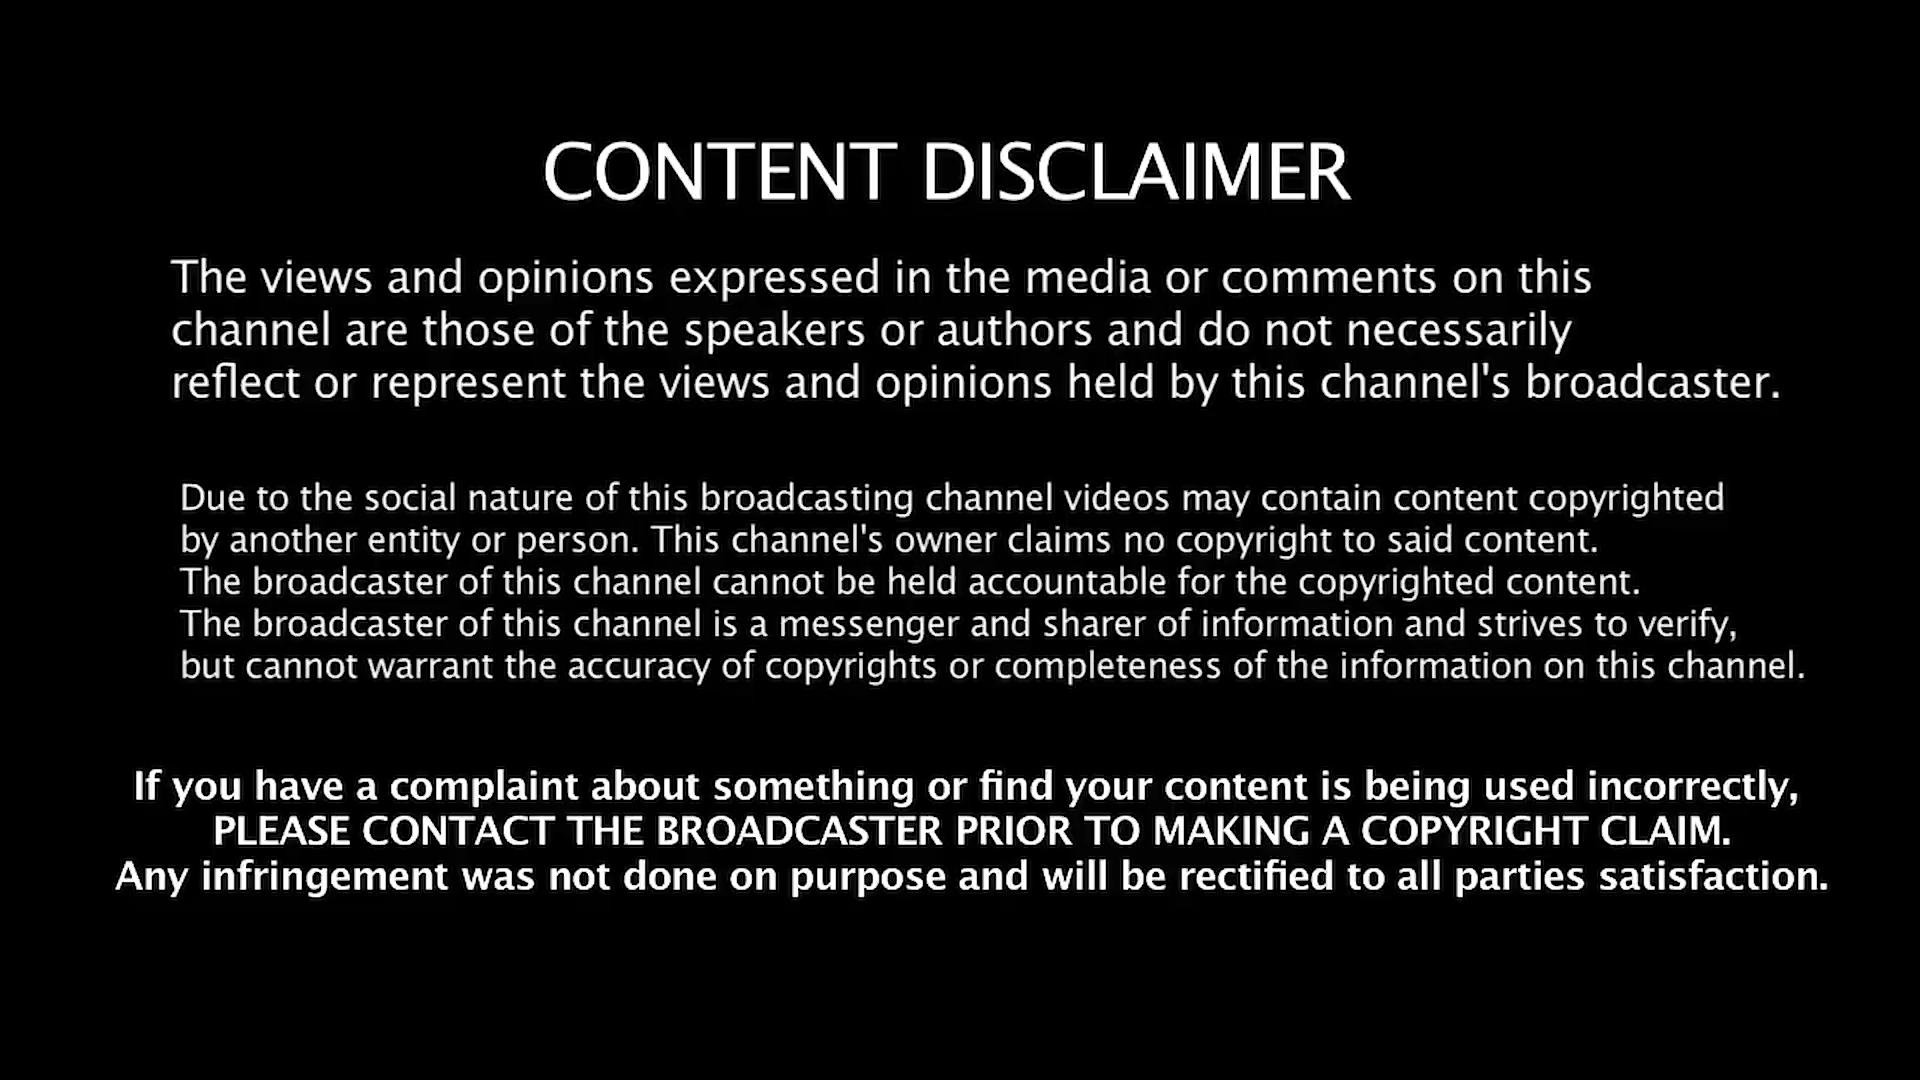 CONTENT DISCLAIMER
The views and opinions expressed in the media or comments on this
channel are those of the speakers or authors and do not necessarily
reflect or represent the views and opinions held by this channel's broadcaster.
Due to the social nature of this broadcasting channel videos may contain content copyrighted
by another entity or person. This channel's owner claims no copyright to said content.
The broadcaster of this channel cannot be held accountable for the copyrighted content.
The broadcaster of this channel is a messenger and sharer of information and strives to verify,
but cannot warrant the accuracy of copyrights or completeness of the information on this channel.
If you have a complaint about something or find your content is being used incorrectly,
PLEASE CONTACT THE BROADCASTER PRIOR TO MAKING A COPYRIGHT CLAIM.
Any infringement was not done on purpose and will be rectified to all parties satisfaction.